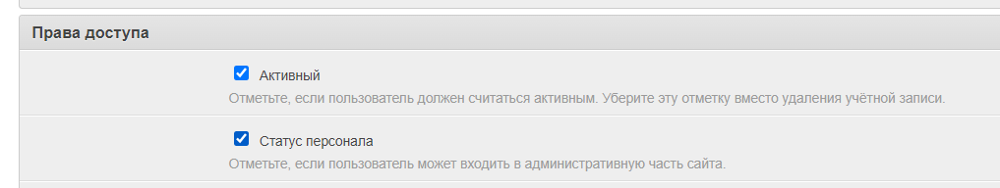 Права доступа
Активный
Отметьте, если пользователь должен считаться активным. Уберите эту отметку вместо удаления учётной записи.
Статус персонала
Отметьте, если пользователь может входить в административную часть сайта.